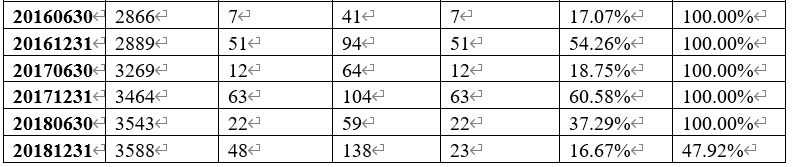 20160630 2866 7 41 7 17.07% 100.00%
20161231 2889 51 94 51 54.26% 100.00%
20170630 3269 12 64 12 18.75% 100.00%
20171231 3464 63 104 63 60.58% 100.00%
20180630 3543 22 59 22 37.29% 100.00%
20181231 3588 48 138 23 16.67% 47.92%